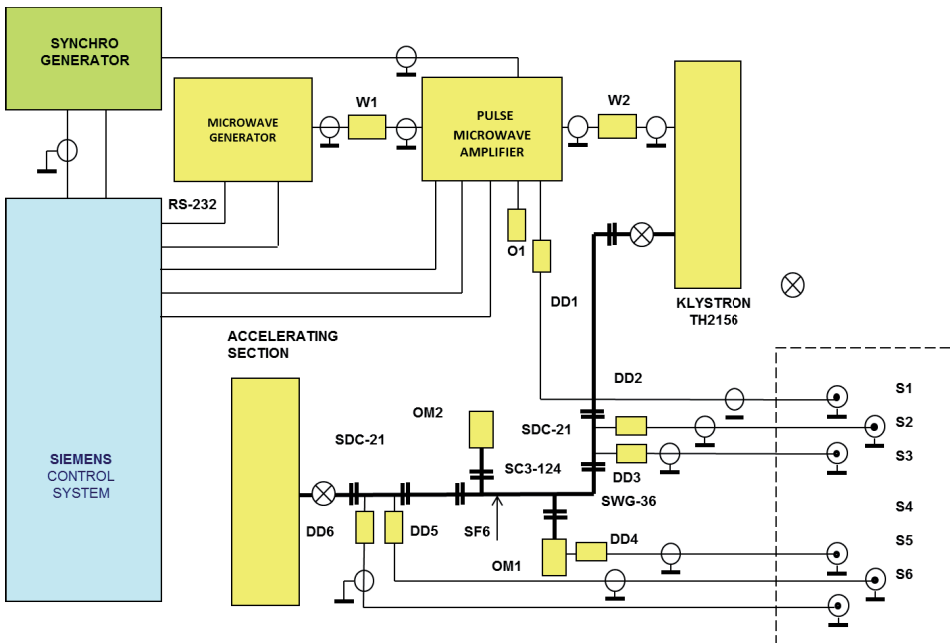 SYNCHRO
GENERATOR
W1
W2
MICROWAVE
GENERATOR
PULSE
MICROWAVE
AMPLIFIER
RS-232
O1
DD1
KLYSTRON
TH2156
ACCELERATING
SECTION
DD2
S1
OM2
SDC-21
S2
SDC-21
SIEMENS
CONTROL
SYSTEM
SC3-124
DD3
S3
SWG-36
S4
DD6
DD5
SF6
DD4
S5
OM1
S6